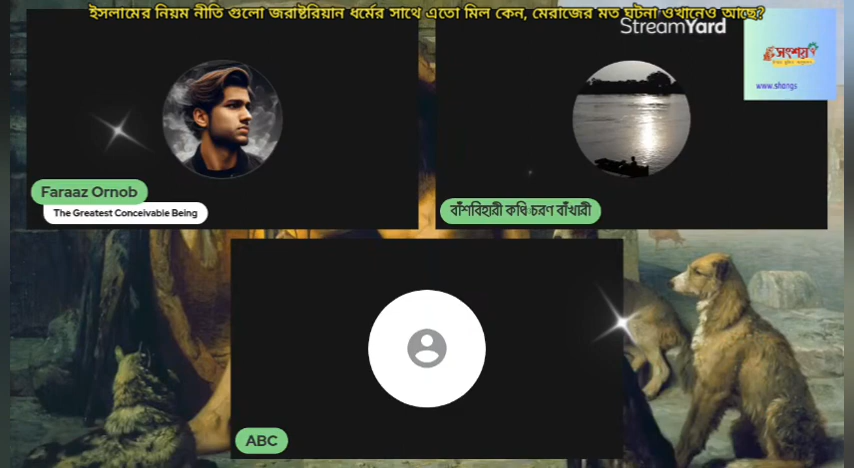 ইসলামের নিয়ম নীতি গুলো জরাষ্টরিয়ান ধর্মের সাথে এতো মিল কেন, মেরাজের মত ঘটনা ওখানেও আছে?
StreamYard
সংশয়
www.shongs
Faraaz Ornob
The Greatest Conceivable Being
বাঁশবিহারী কঞ্চি চরণ বাঁখারী
ABC